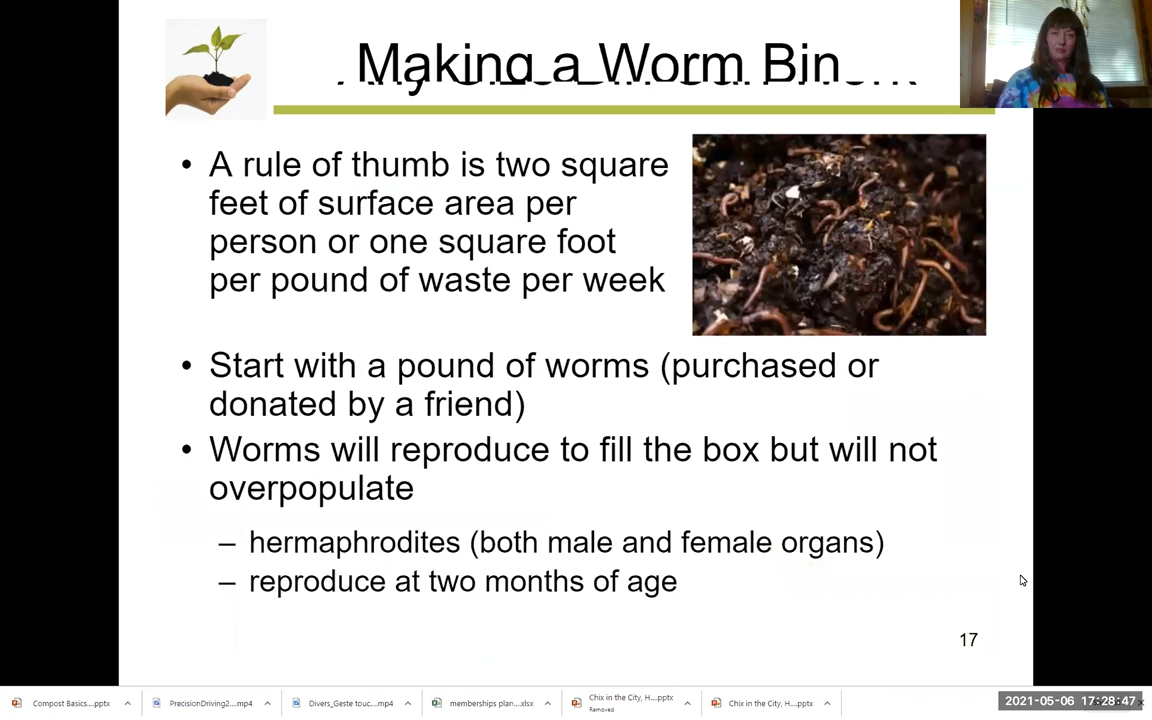 Making a Worm Bin
• A rule of thumb is two square
feet of surface area per
person or one square foot
per pound of waste per week
• Start with a pound of worms (purchased or
donated by a friend)
• Worms will reproduce to fill the box but will not
overpopulate
– hermaphrodites (both male and female organs)
– reproduce at two months of age
17
Compost Basics....pptx
PrecisionDriving2....mp4
Divers_Geste touc....mp4
memberships plan....xlsx
Chix in the City, H....pptx
Removed
Chix in the City, H....pptx
2021-05-06 17:28:47